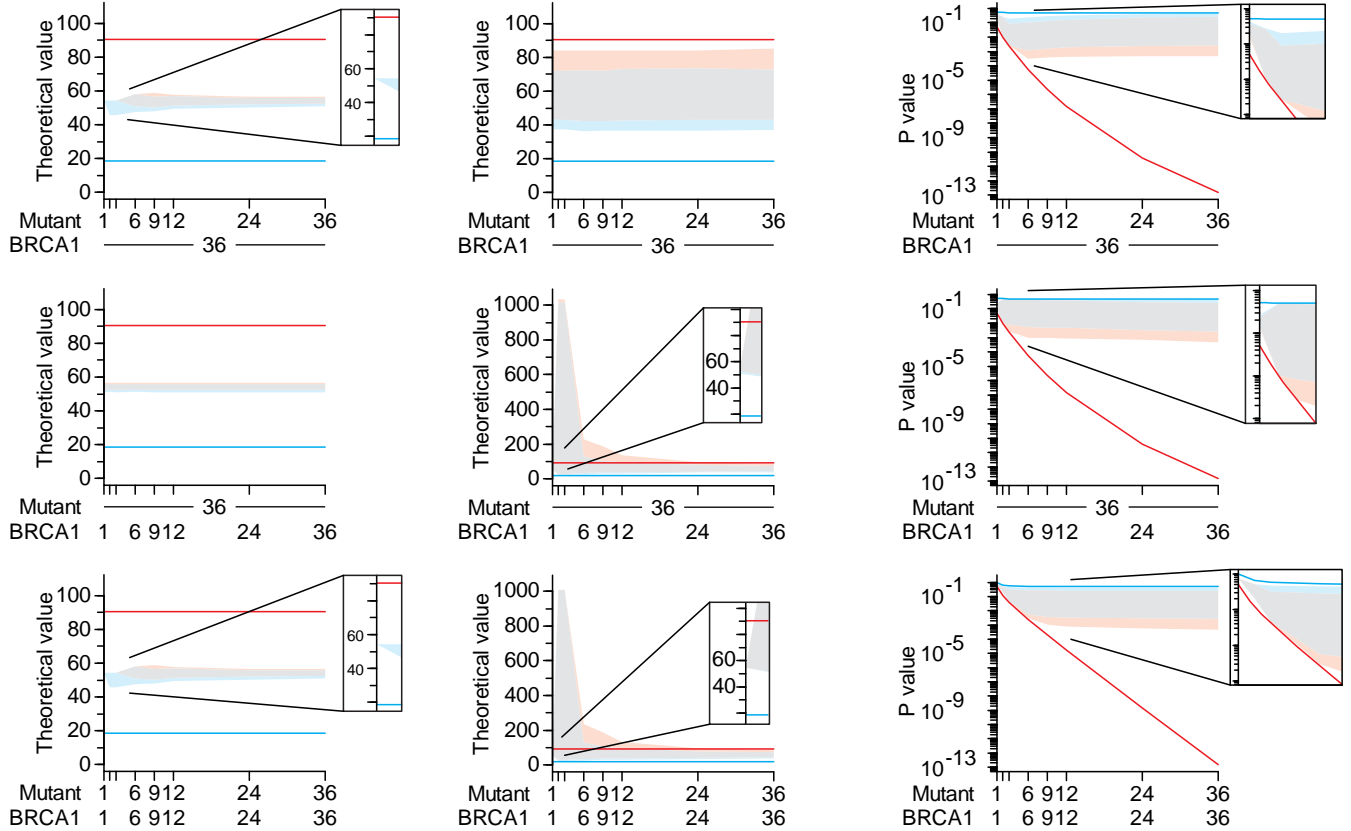 Theoretical value
100
80
60
40
20
0
60
40
Mutant 1 6 9 12 24 36
BRCA1 36
Theoretical value
100
80
60
40
20
0
1 6 9 12 24 36
36
P value
10-1
10-5
10-9
10-13
Mutant 1 6 9 12 24 36
BRCA1 36
Theoretical value
100
80
60
40
20
0
Mutant 36
BRCA1 1 6 9 12 24 36
Theoretical value
1000
800
600
400
200
0
60
40
Mutant 36
BRCA1 1 6 9 12 24 36
P value
10-1
10-5
10-9
10-13
Mutant 36
BRCA1 1 6 9 12 24 36
Theoretical value
100
80
60
40
20
0
60
40
Mutant 1 6 9 12 24 36
BRCA1 1 6 9 12 24 36
Theoretical value
1000
800
600
400
200
0
60
40
Mutant 1 6 9 12 24 36
BRCA1 1 6 9 12 24 36
P value
10-1
10-5
10-9
10-13
Mutant 1 6 9 12 24 36
BRCA1 1 6 9 12 24 36